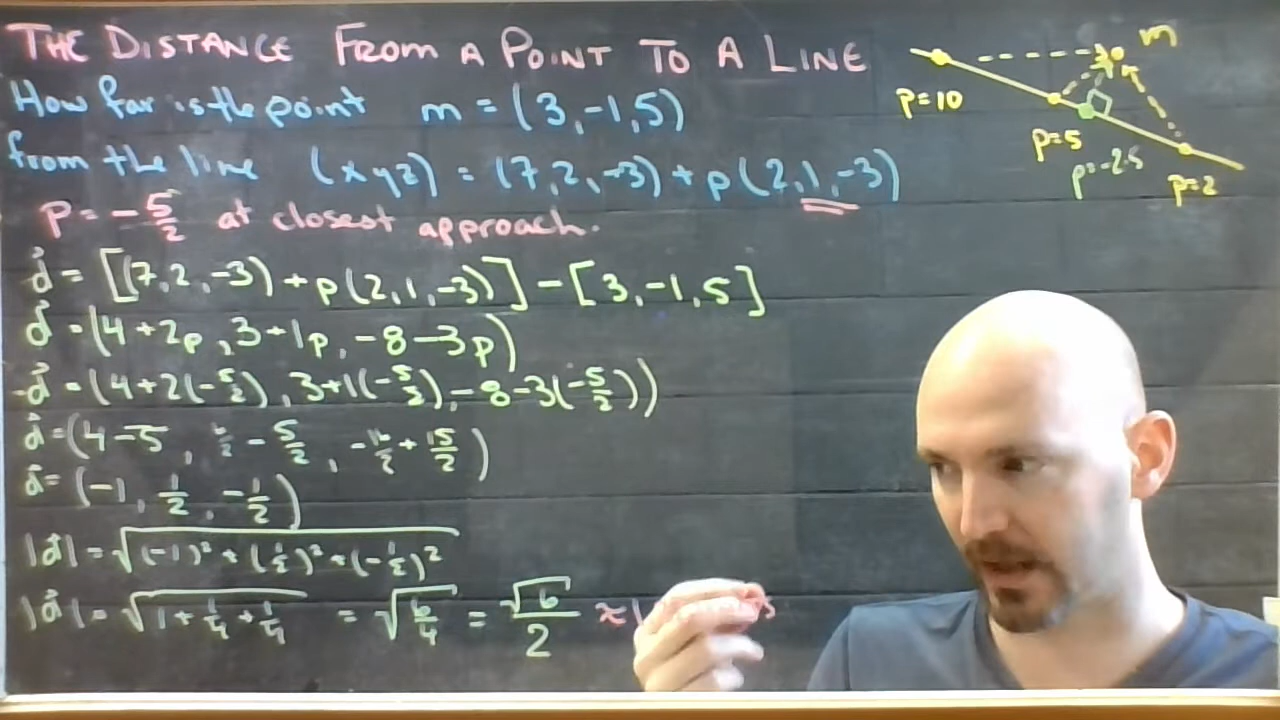 THE DISTANCE FROM A POINT TO A LINE
How far is the point m = (3,-1,5)
from the line (xyz) = (7,2,-3) + p(2,1,-3)
P = -5/2 at closest approach.
d⃗ = [(7,2,-3) + p(2,1,-3)] - [3,-1,5]
d⃗ = (4+2p, 3+1p, -8-3p)
d⃗ = (4+2(-5/2), 3+1(-5/2), -8-3(-5/2))
d⃗ = (4-5, 6/2 - 5/2, -16/2 + 15/2)
d⃗ = (-1, 1/2, -1/2)
|d⃗| = √((-1)² + (1/2)² + (-1/2)²)
|d⃗| = √(1 + 1/4 + 1/4) = √(6/4) = √6/2 ≈ 1
m
p=10
p=5
p=-2.5
p=2